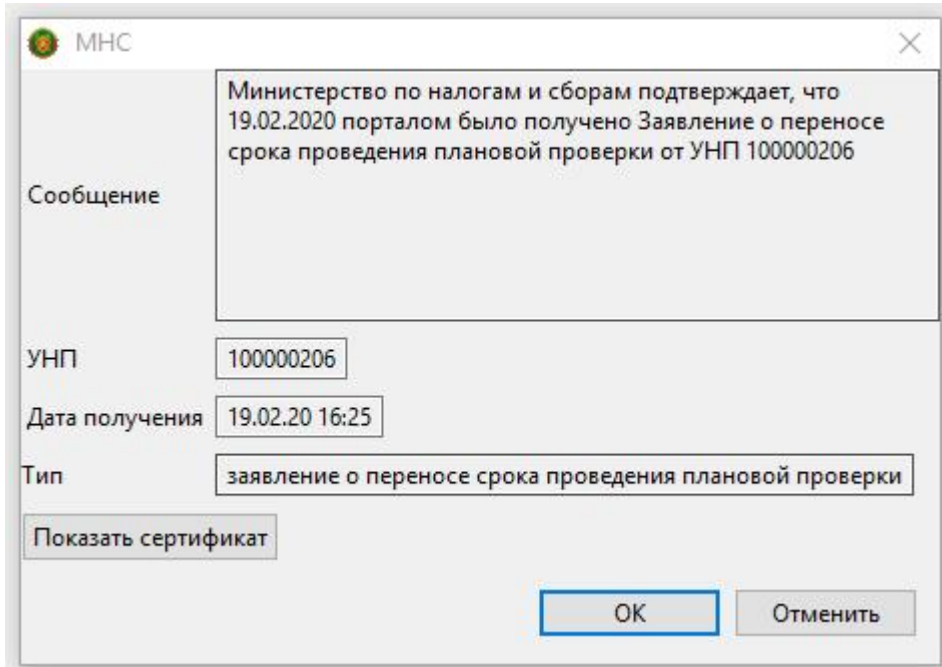 МНС
Министерство по налогам и сборам подтверждает, что
19.02.2020 порталом было получено Заявление о переносе
срока проведения плановой проверки от УНП 100000206
Сообщение
УНП
100000206
Дата получения
19.02.20 16:25
Тип
заявление о переносе срока проведения плановой проверки
Показать сертификат
ОК
Отменить